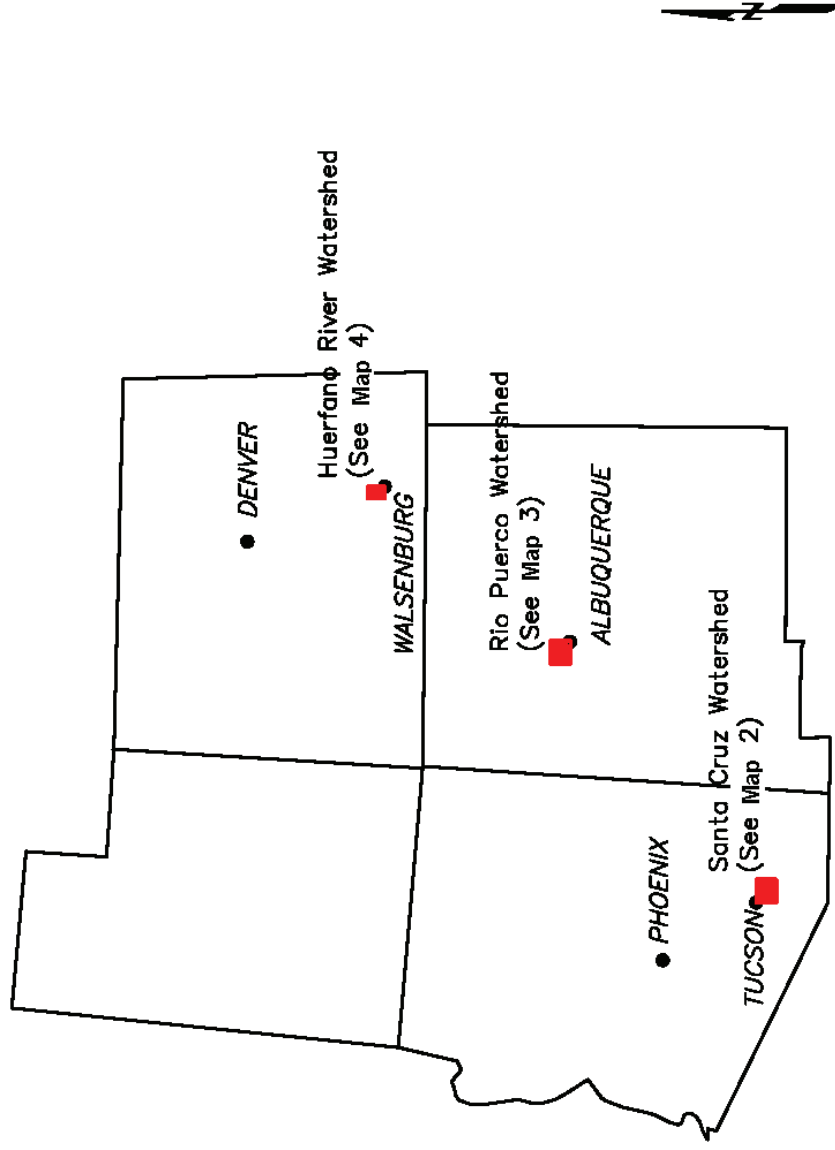 N
DENVER
Huerfano River Watershed
(See Map 4)
WALSENBURG
Rio Puerco Watershed
(See Map 3)
ALBUQUERQUE
PHOENIX
Santa Cruz Watershed
(See Map 2)
TUCSON